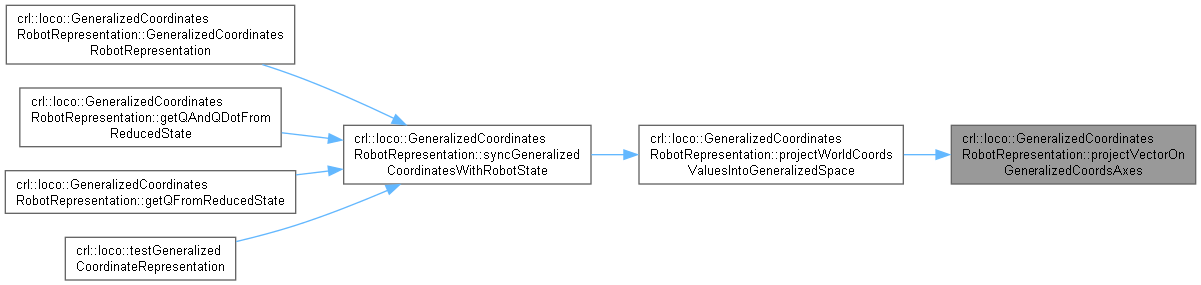 crl::loco::GeneralizedCoordinates
RobotRepresentation::GeneralizedCoordinates
RobotRepresentation
crl::loco::GeneralizedCoordinates
RobotRepresentation::getQAndQDotFrom
ReducedState
crl::loco::GeneralizedCoordinates
RobotRepresentation::getQFromReducedState
crl::loco::testGeneralized
CoordinateRepresentation
crl::loco::GeneralizedCoordinates
RobotRepresentation::syncGeneralized
CoordinatesWithRobotState
crl::loco::GeneralizedCoordinates
RobotRepresentation::projectWorldCoords
ValuesIntoGeneralizedSpace
crl::loco::GeneralizedCoordinates
RobotRepresentation::projectVectorOn
GeneralizedCoordsAxes